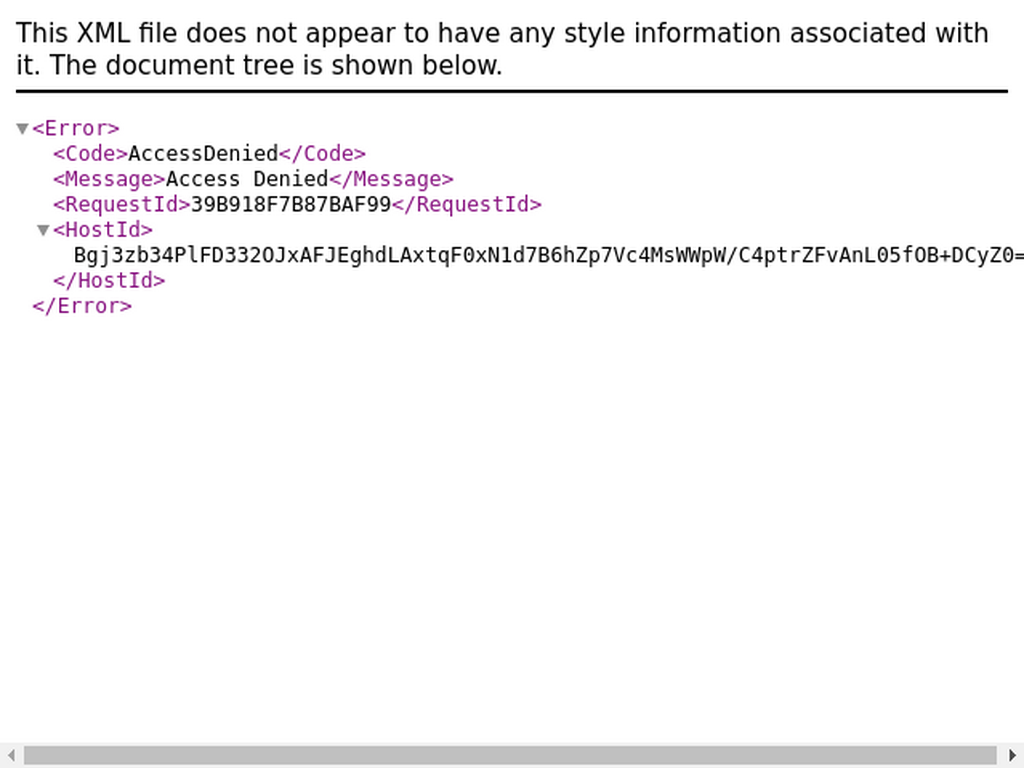 This XML file does not appear to have any style information associated with
it. The document tree is shown below.
<Error>
<Code>AccessDenied</Code>
<Message>Access Denied</Message>
<RequestId>39B918F7B87BAF99</RequestId>
<HostId>
Bgj3zb34PlFD332OJxAFJEghdLAxtqF0xN1d7B6hZp7Vc4MsWWpW/C4ptrZFvAnL05fOB+DCyZ0=
</HostId>
</Error>